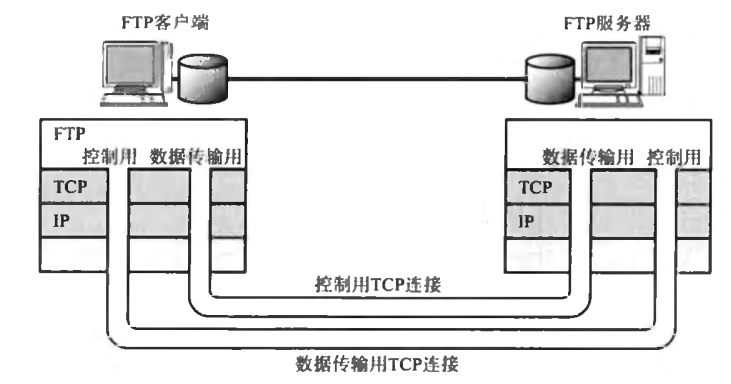 FTP客户端
FTP服务器
FTP
控制用 数据传输用
数据传输用 控制用
TCP
TCP
IP
IP
控制用TCP连接
数据传输用TCP连接